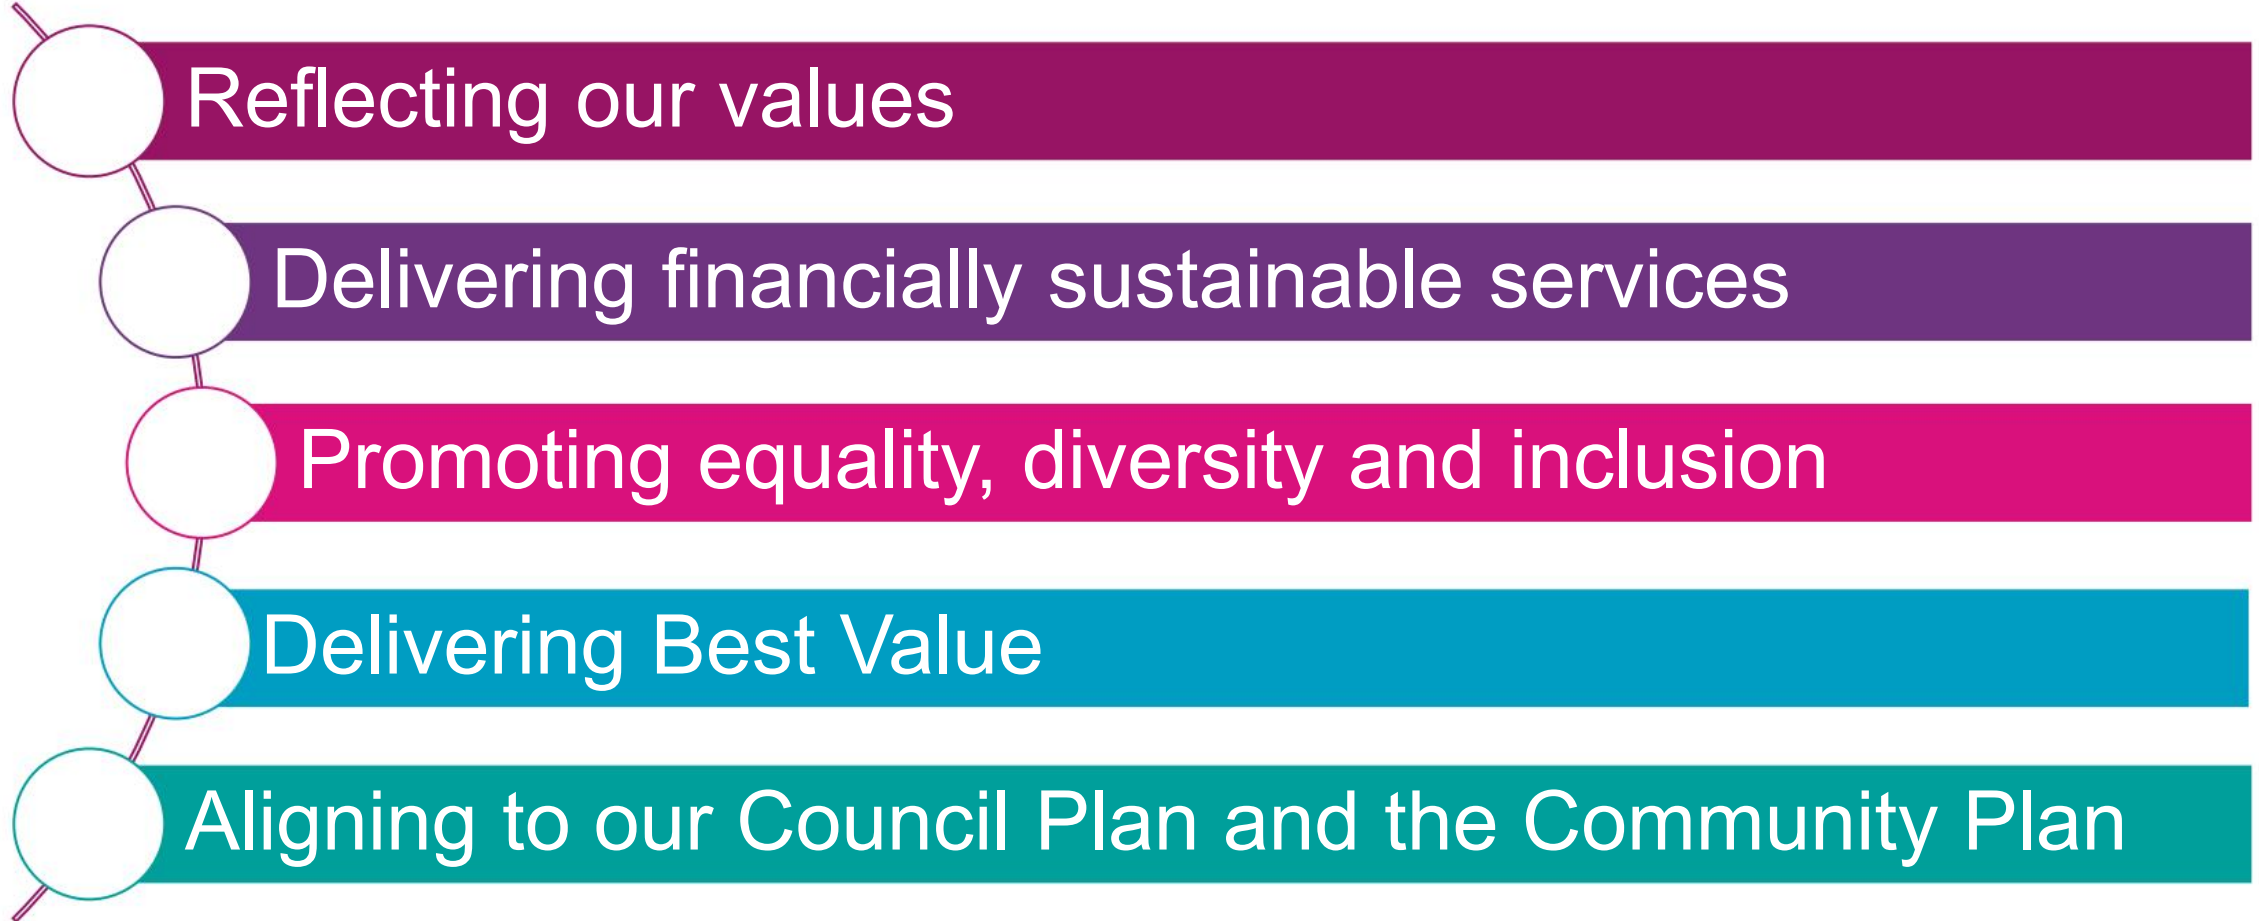 Reflecting our values
Delivering financially sustainable services
Promoting equality, diversity and inclusion
Delivering Best Value
Aligning to our Council Plan and the Community Plan